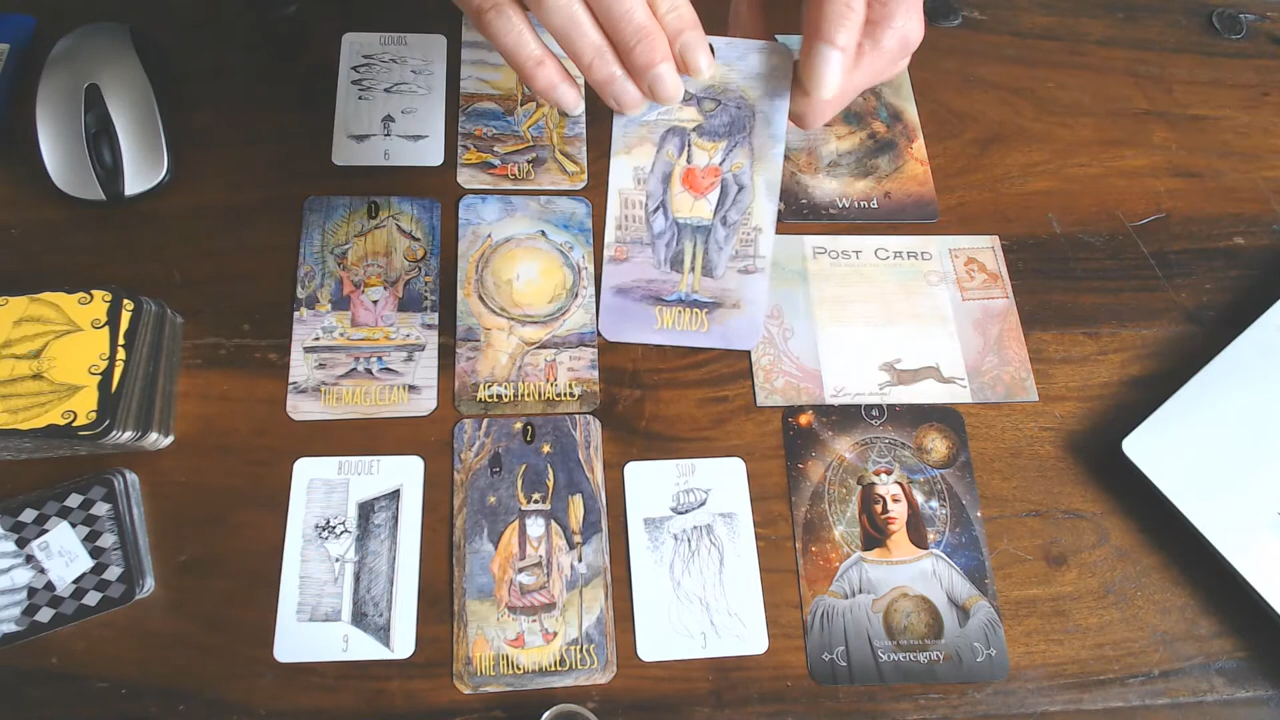 CLOUDS
6
CUPS
SWORDS
Wind
1
THE MAGICIAN
ACE OF PENTACLES
POST CARD
BOUQUET
9
2
THE HIGH PRIESTESS
SHIP
3
41
QUEEN OF THE MOON
Sovereignty